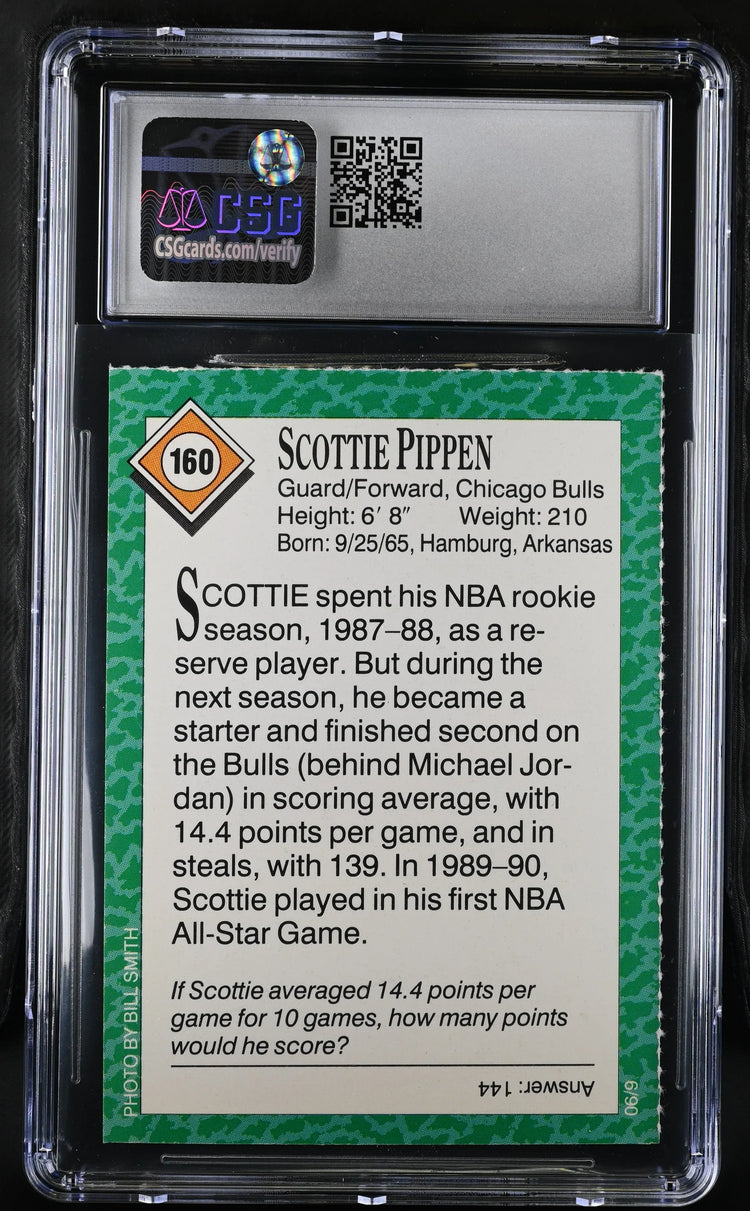 CSG
CSGcards.com/verify
160
SCOTTIE PIPPEN
Guard/Forward, Chicago Bulls
Height: 6′ 8″ Weight: 210
Born: 9/25/65, Hamburg, Arkansas
SCOTTIE spent his NBA rookie
season, 1987–88, as a re-
serve player. But during the
next season, he became a
starter and finished second on
the Bulls (behind Michael Jor-
dan) in scoring average, with
14.4 points per game, and in
steals, with 139. In 1989–90,
Scottie played in his first NBA
All-Star Game.
If Scottie averaged 14.4 points per
game for 10 games, how many points
would he score?
Answer: 144
PHOTO BY BILL SMITH
06/9